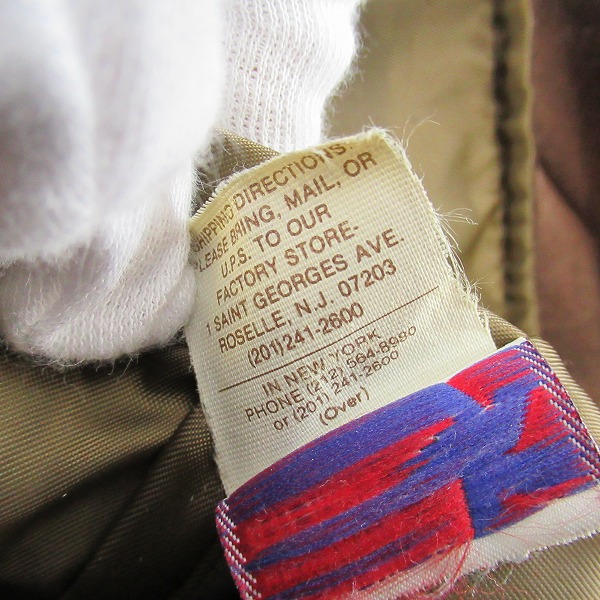 SHIPPING DIRECTIONS.
PLEASE BRING, MAIL, OR
U.P.S. TO OUR
FACTORY STORE-
1 SAINT GEORGES AVE.
ROSELLE, N.J. 07203
(201) 241-2600
IN NEW YORK
PHONE (212) 564-8980
or (201) 241-2600
(Over)